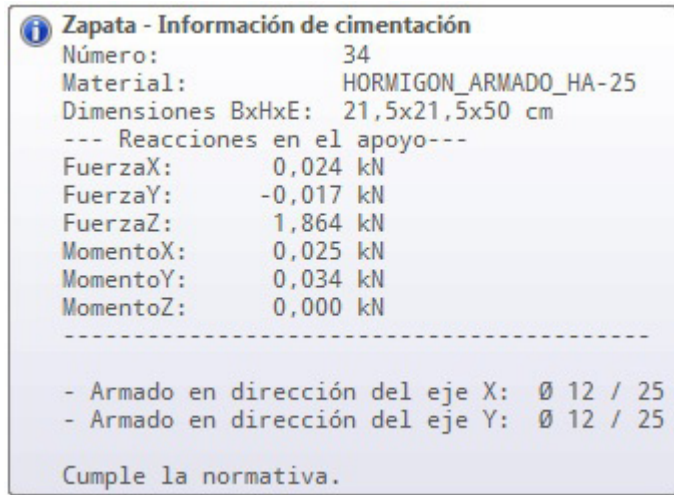 Zapata - Información de cimentación
Número: 34
Material: HORMIGON_ARMADO_HA-25
Dimensiones BxHxE: 21,5x21,5x50 cm
--- Reacciones en el apoyo---
FuerzaX: 0,024 kN
FuerzaY: -0,017 kN
FuerzaZ: 1,864 kN
MomentoX: 0,025 kN
MomentoY: 0,034 kN
MomentoZ: 0,000 kN
-------------------------------------------
- Armado en dirección del eje X: Ø 12 / 25
- Armado en dirección del eje Y: Ø 12 / 25
Cumple la normativa.